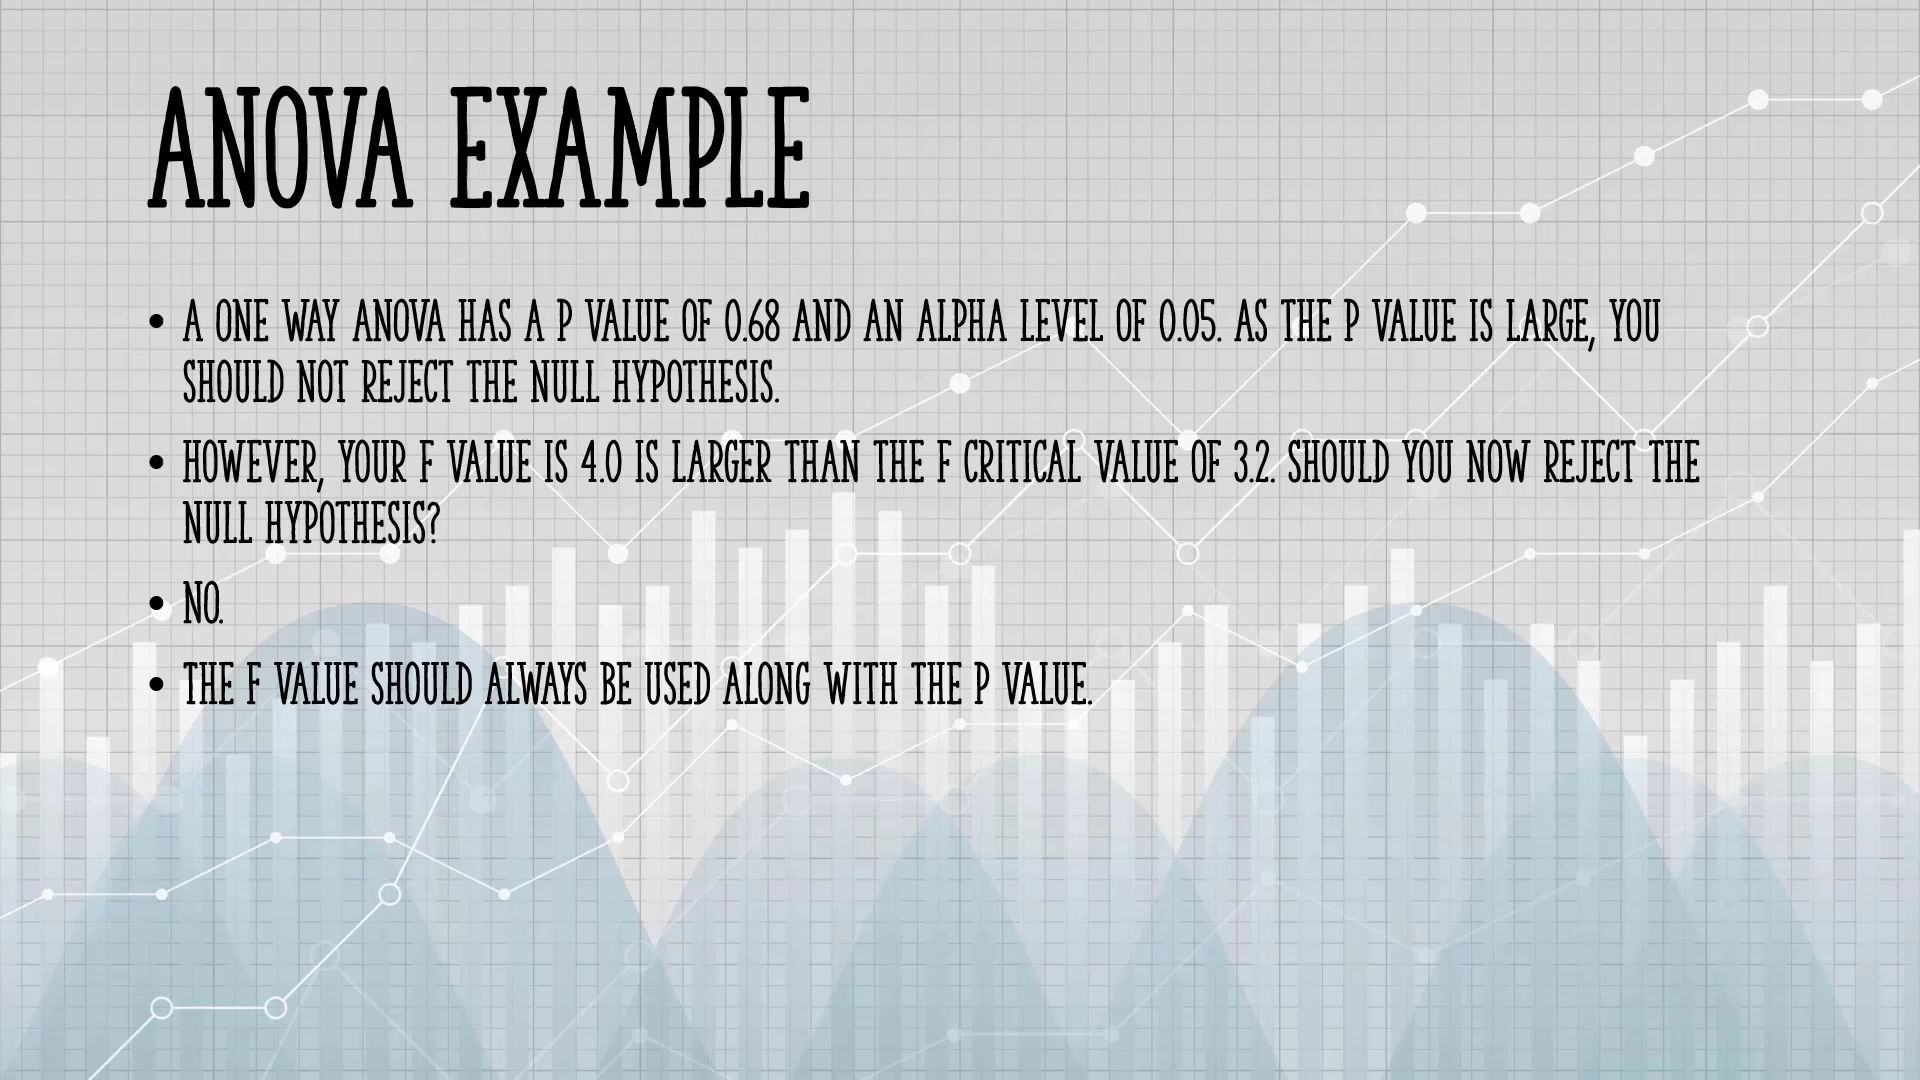 ANOVA EXAMPLE
• A ONE WAY ANOVA HAS A P VALUE OF 0.68 AND AN ALPHA LEVEL OF 0.05. AS THE P VALUE IS LARGE, YOU
SHOULD NOT REJECT THE NULL HYPOTHESIS.
• HOWEVER, YOUR F VALUE IS 4.0 IS LARGER THAN THE F CRITICAL VALUE OF 3.2. SHOULD YOU NOW REJECT THE
NULL HYPOTHESIS?
• NO.
• THE F VALUE SHOULD ALWAYS BE USED ALONG WITH THE P VALUE.